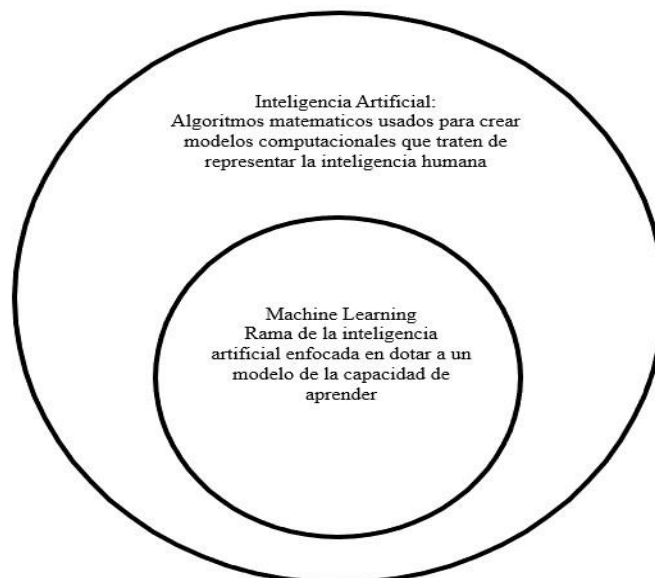 Inteligencia Artificial:
Algoritmos matematicos usados para crear
modelos computacionales que traten de
representar la inteligencia humana
Machine Learning
Rama de la inteligencia
artificial enfocada en dotar a un
modelo de la capacidad de
aprender